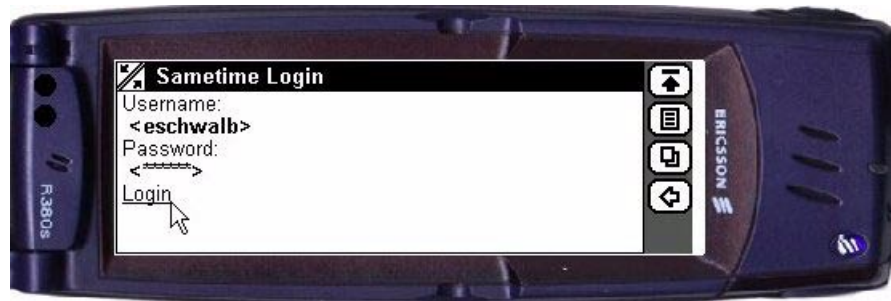 Sametime Login
Username:
<eschwalb>
Password:
<******>
Login
ERICSSON
R380s